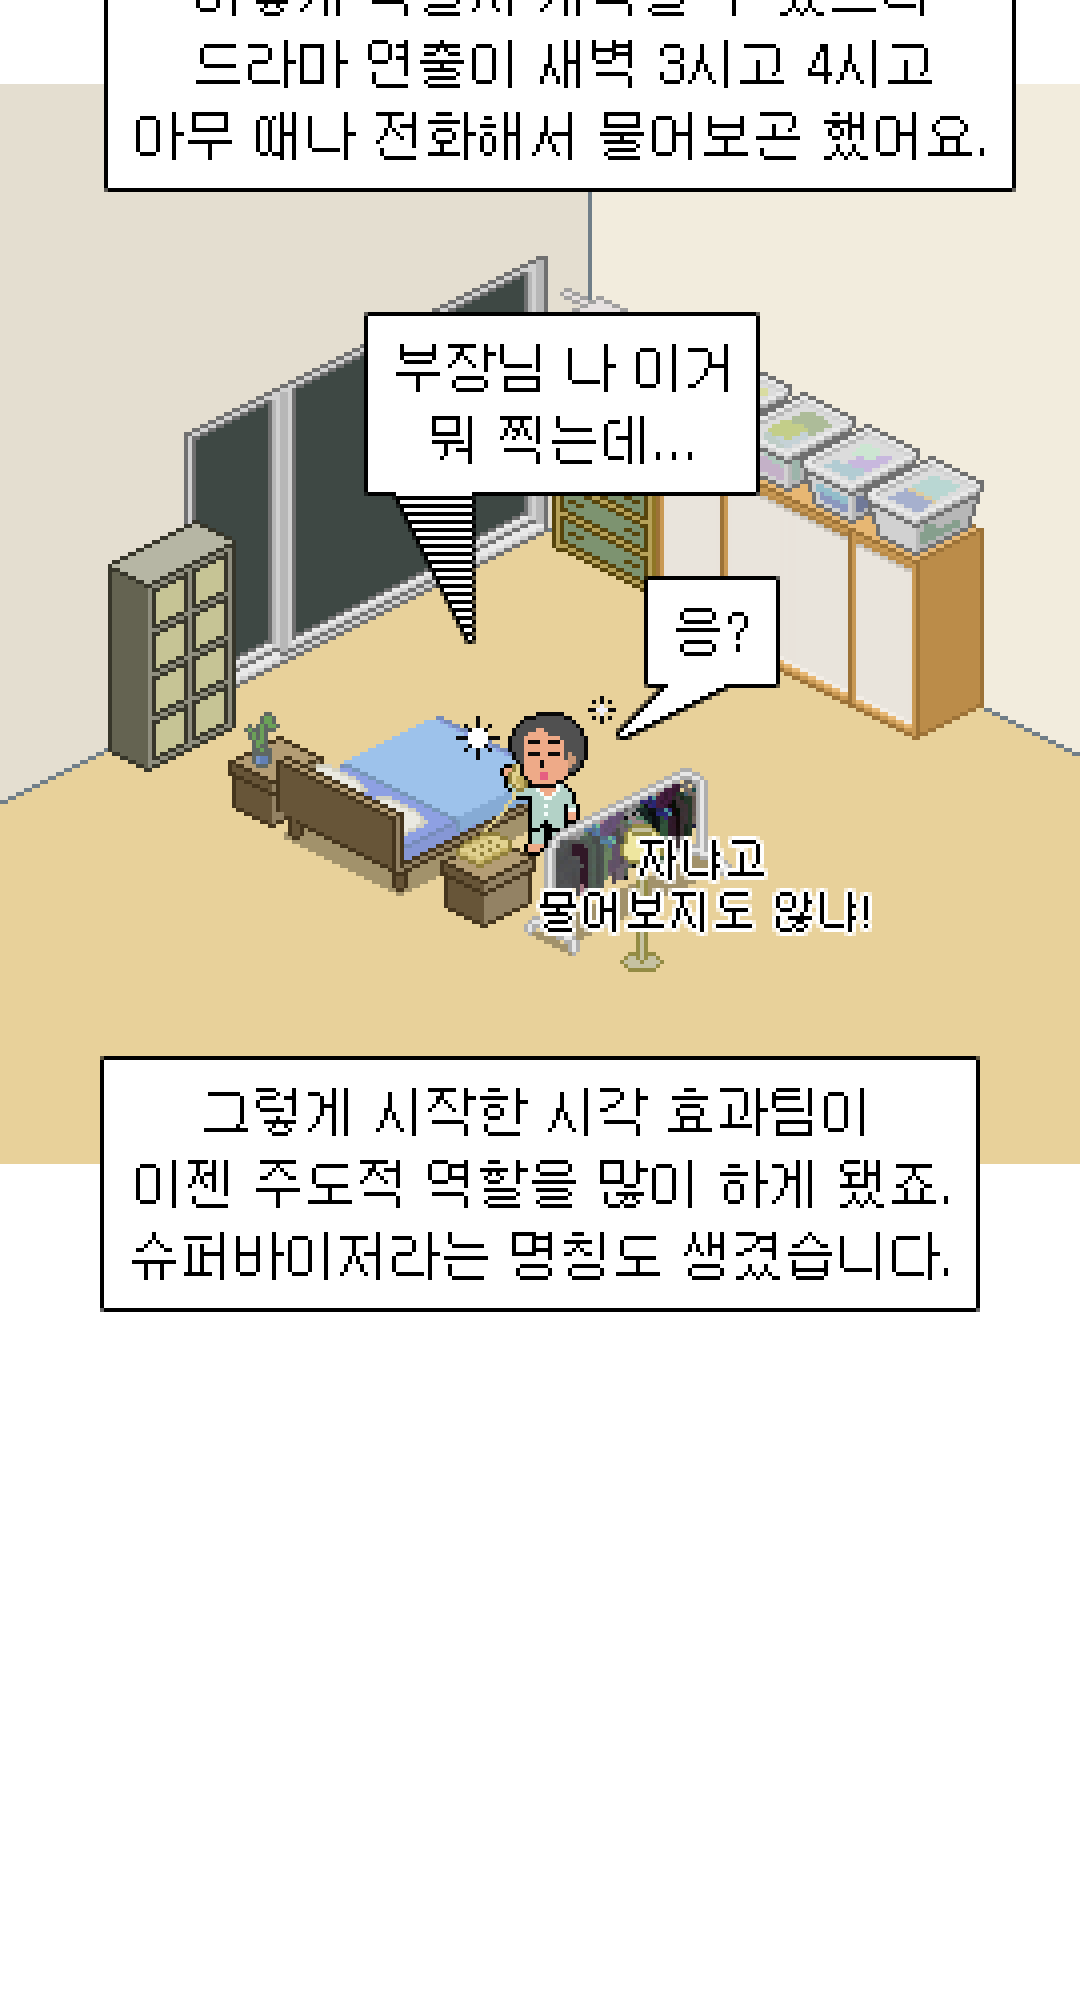 드라마 연출이 새벽 3시고 4시고
아무 때나 전화해서 물어보곤 했어요.
부장님 나 이거
뭐 찍는데...
응?
자냐고
물어보지도 않냐!
그렇게 시작한 시각 효과팀이
이젠 주도적 역할을 많이 하게 됐죠.
슈퍼바이저라는 명칭도 생겼습니다.